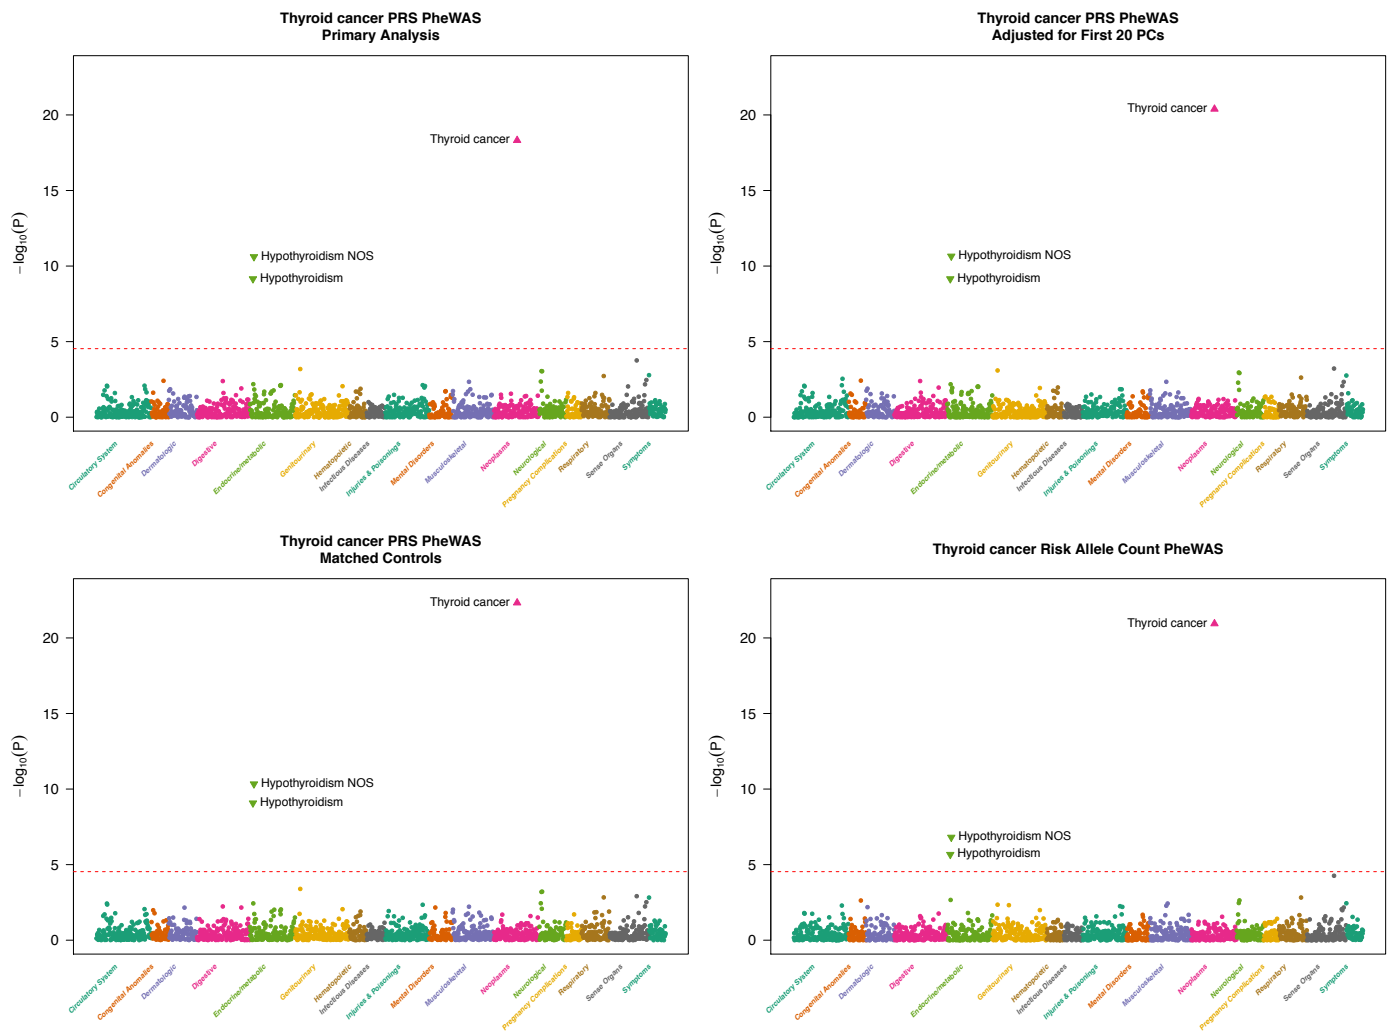 Thyroid cancer PRS PheWAS
Primary Analysis
20
15
10
5
0
−log10(P)
Thyroid cancer
Hypothyroidism NOS
Hypothyroidism
Circulatory System
Congenital Anomalies
Dermatologic
Digestive
Endocrine/metabolic
Genitourinary
Hematopoietic
Infectious Diseases
Injuries & Poisonings
Mental Disorders
Musculoskeletal
Neoplasms
Neurological
Pregnancy Complications
Respiratory
Sense Organs
Symptoms
Thyroid cancer PRS PheWAS
Adjusted for First 20 PCs
20
15
10
5
0
−log10(P)
Thyroid cancer
Hypothyroidism NOS
Hypothyroidism
Circulatory System
Congenital Anomalies
Dermatologic
Digestive
Endocrine/metabolic
Genitourinary
Hematopoietic
Infectious Diseases
Injuries & Poisonings
Mental Disorders
Musculoskeletal
Neoplasms
Neurological
Pregnancy Complications
Respiratory
Sense Organs
Symptoms
Thyroid cancer PRS PheWAS
Matched Controls
20
15
10
5
0
−log10(P)
Thyroid cancer
Hypothyroidism NOS
Hypothyroidism
Circulatory System
Congenital Anomalies
Dermatologic
Digestive
Endocrine/metabolic
Genitourinary
Hematopoietic
Infectious Diseases
Injuries & Poisonings
Mental Disorders
Musculoskeletal
Neoplasms
Neurological
Pregnancy Complications
Respiratory
Sense Organs
Symptoms
Thyroid cancer Risk Allele Count PheWAS
20
15
10
5
0
−log10(P)
Thyroid cancer
Hypothyroidism NOS
Hypothyroidism
Circulatory System
Congenital Anomalies
Dermatologic
Digestive
Endocrine/metabolic
Genitourinary
Hematopoietic
Infectious Diseases
Injuries & Poisonings
Mental Disorders
Musculoskeletal
Neoplasms
Neurological
Pregnancy Complications
Respiratory
Sense Organs
Symptoms